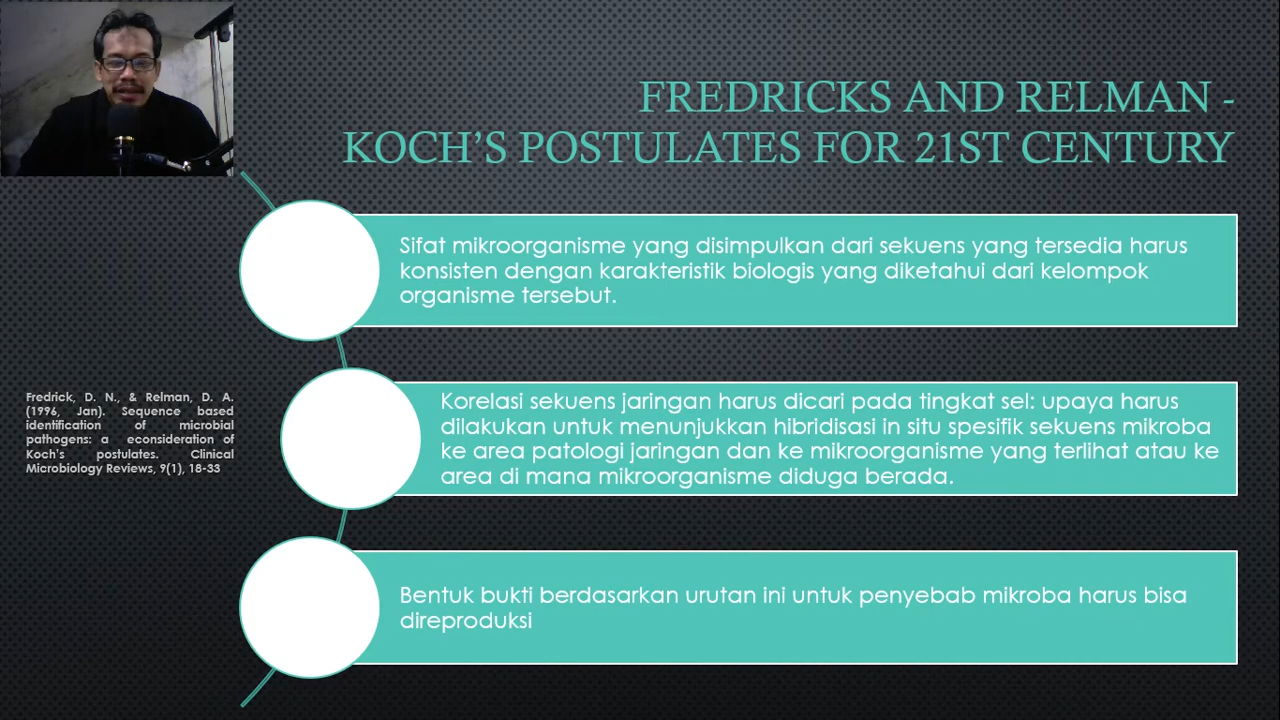 FREDRICKS AND RELMAN -
KOCH'S POSTULATES FOR 21ST CENTURY
Sifat mikroorganisme yang disimpulkan dari sekuens yang tersedia harus
konsisten dengan karakteristik biologis yang diketahui dari kelompok
organisme tersebut.
Korelasi sekuens jaringan harus dicari pada tingkat sel: upaya harus
dilakukan untuk menunjukkan hibridisasi in situ spesifik sekuens mikroba
ke area patologi jaringan dan ke mikroorganisme yang terlihat atau ke
area di mana mikroorganisme diduga berada.
Bentuk bukti berdasarkan urutan ini untuk penyebab mikroba harus bisa
direproduksi
Fredrick, D. N., & Relman, D. A.
(1996, Jan). Sequence based
identification of microbial
pathogens: a econsideration of
Koch's postulates. Clinical
Microbiology Reviews, 9(1), 18-33